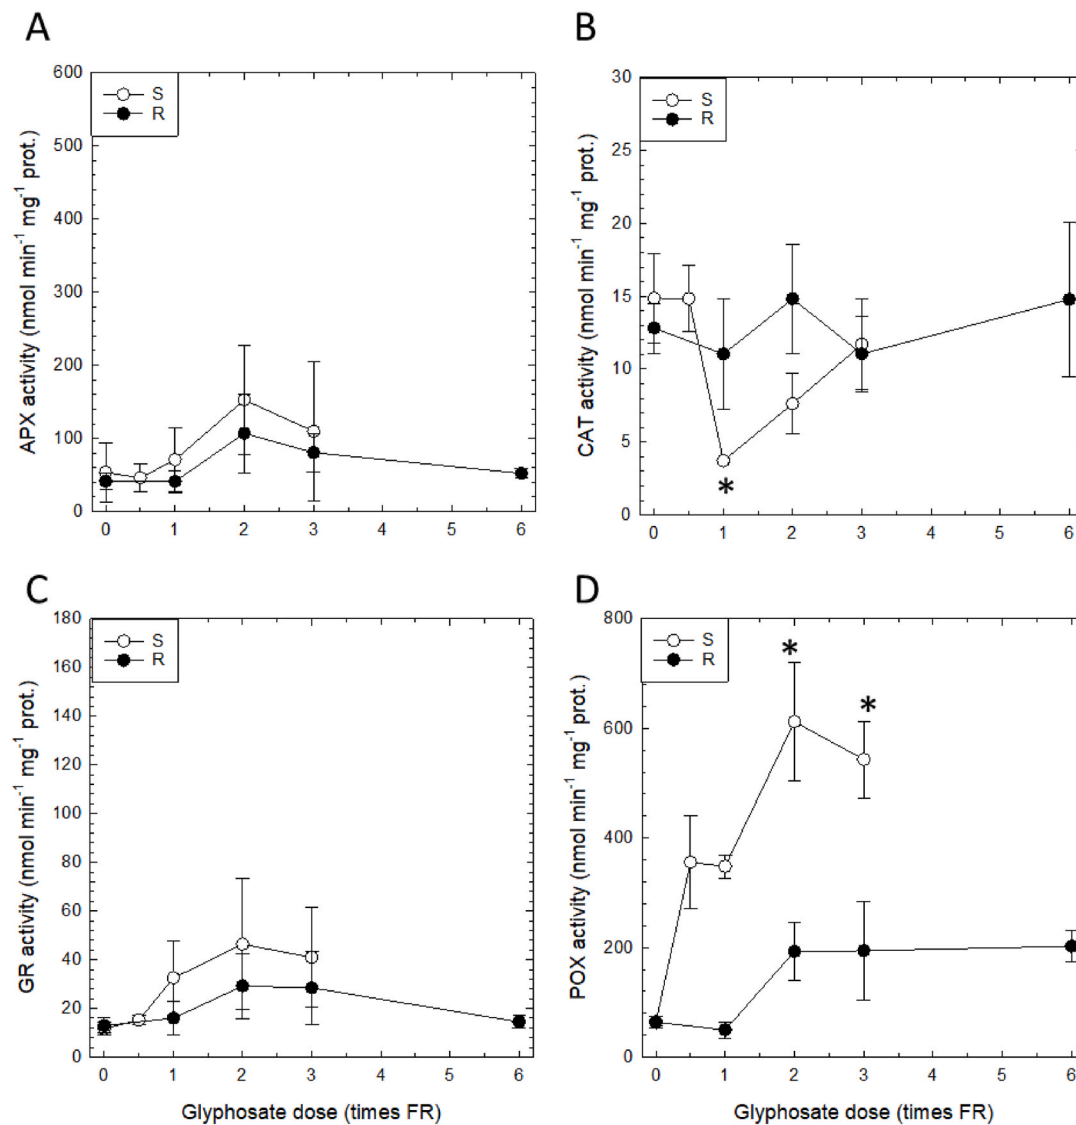 A
600
500
400
300
200
100
0
S
R
APX activity (nmol min⁻¹ mg⁻¹ prot.)
0 1 2 3 4 5 6
B
30
25
20
15
10
5
0
S
R
*
CAT activity (nmol min⁻¹ mg⁻¹ prot.)
0 1 2 3 4 5 6
C
180
160
140
120
100
80
60
40
20
0
S
R
GR activity (nmol min⁻¹ mg⁻¹ prot.)
0 1 2 3 4 5 6
Glyphosate dose (times FR)
D
800
600
400
200
0
S
R
*
*
POX activity (nmol min⁻¹ mg⁻¹ prot.)
0 1 2 3 4 5 6
Glyphosate dose (times FR)